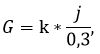 G = k * j / 0,3,